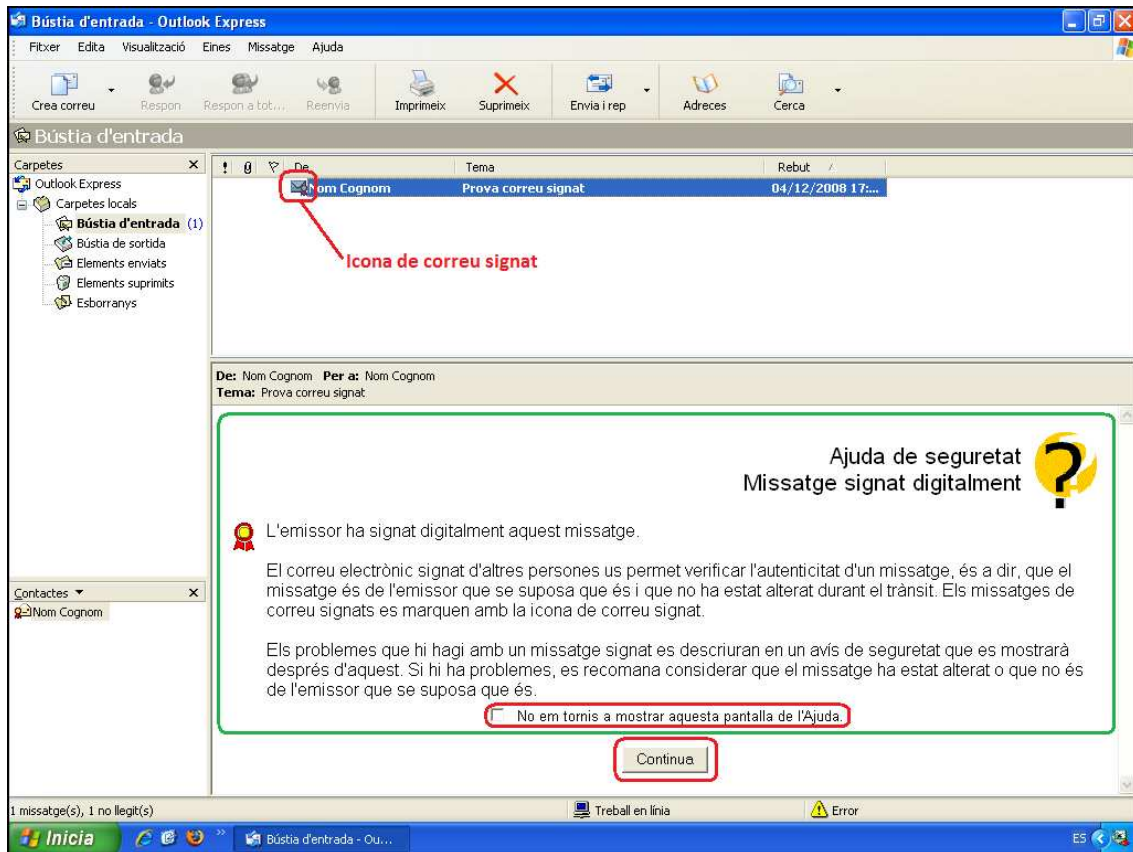 Bústia d'entrada - Outlook Express
Fitxer Edita Visualització Eines Missatge Ajuda
Crea correu Respon Respon a tot... Reenvia Imprimeix Suprimeix Envia i rep Adreces Cerca
Bústia d'entrada
Carpetes
Outlook Express
Carpetes locals
Bústia d'entrada (1)
Bústia de sortida
Elements enviats
Elements suprimits
Esborranys
Contactes
Nom Cognom
De Tema Rebut
Nom Cognom Prova correu signat 04/12/2008 17:...
Icona de correu signat
De: Nom Cognom Per a: Nom Cognom
Tema: Prova correu signat
Ajuda de seguretat
Missatge signat digitalment
L'emissor ha signat digitalment aquest missatge.
El correu electrònic signat d'altres persones us permet verificar l'autenticitat d'un missatge, és a dir, que el
missatge és de l'emissor que se suposa que és i que no ha estat alterat durant el trànsit. Els missatges de
correu signats es marquen amb la icona de correu signat.
Els problemes que hi hagi amb un missatge signat es descriuran en un avís de seguretat que es mostrarà
després d'aquest. Si hi ha problemes, es recomana considerar que el missatge ha estat alterat o que no és
de l'emissor que se suposa que és.
No em tornis a mostrar aquesta pantalla de l'Ajuda.
Continua
1 missatge(s), 1 no llegit(s) Treball en línia Error
Inicia Bústia d'entrada - Ou... ES